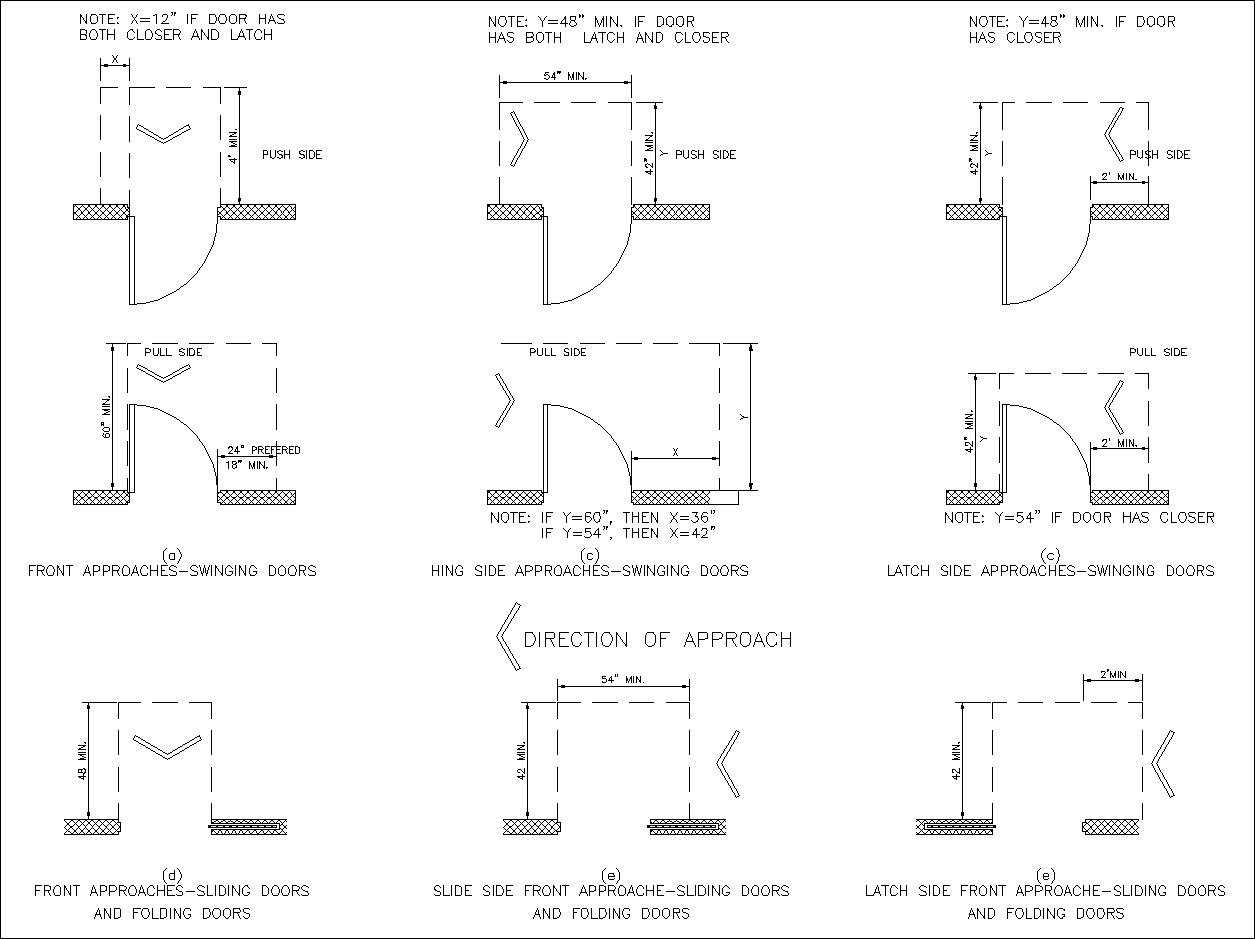 NOTE: X=12" IF DOOR HAS
BOTH CLOSER AND LATCH
X
4' MIN.
PUSH SIDE
NOTE: Y=48" MIN. IF DOOR
HAS BOTH LATCH AND CLOSER
54" MIN.
42" MIN.
Y
PUSH SIDE
NOTE: Y=48" MIN. IF DOOR
HAS CLOSER
42" MIN.
Y
PUSH SIDE
2' MIN.
PULL SIDE
60" MIN.
24" PREFERED
18" MIN.
(a)
FRONT APPROACHES-SWINGING DOORS
PULL SIDE
Y
X
NOTE: IF Y=60", THEN X=36"
IF Y=54", THEN X=42"
(c)
HING SIDE APPROACHES-SWINGING DOORS
PULL SIDE
42" MIN.
Y
2' MIN.
NOTE: Y=54" IF DOOR HAS CLOSER
(c)
LATCH SIDE APPROACHES-SWINGING DOORS
DIRECTION OF APPROACH
48 MIN.
(d)
FRONT APPROACHES-SLIDING DOORS
AND FOLDING DOORS
54" MIN.
42 MIN.
(e)
SLIDE SIDE FRONT APPROACHE-SLIDING DOORS
AND FOLDING DOORS
2"MIN
42 MIN.
(e)
LATCH SIDE FRONT APPROACHE-SLIDING DOORS
AND FOLDING DOORS